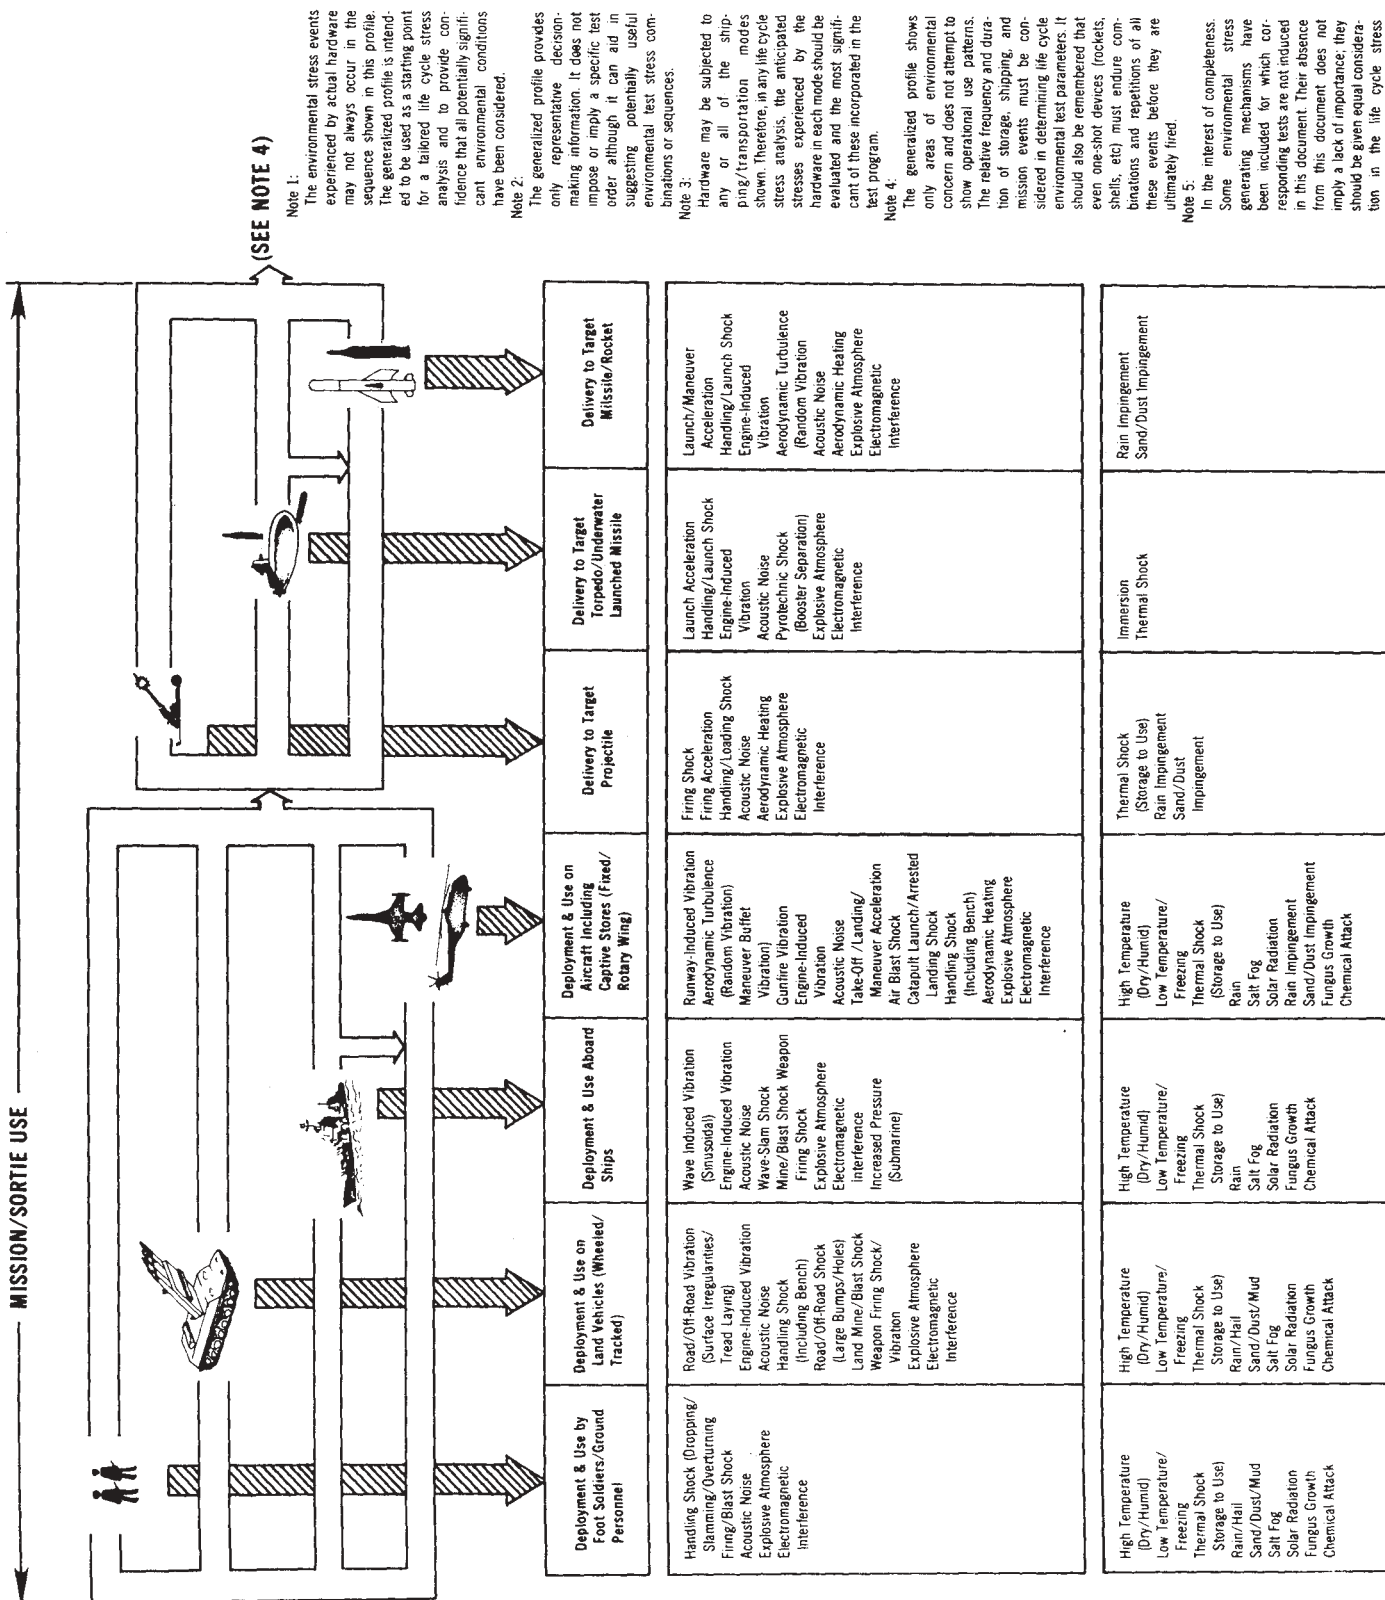 MISSION/SORTIE USE
(SEE NOTE 4)
Deployment & Use by
Foot Soldiers/Ground
Personnel
Deployment & Use on
Land Vehicles (Wheeled/
Tracked)
Deployment & Use Aboard
Ships
Deployment & Use on
Aircraft Including
Captive Stores (Fixed/
Rotary Wing)
Delivery to Target
Projectile
Delivery to Target
Torpedo/Underwater
Launched Missile
Delivery to Target
Milssile/Rocket
Handling Shock (Dropping/
Slamming/Overturning
Firing/Blast Shock
Acoustic Noise
Explosive Atmosphere
Electromagnetic
Interference
Road/Off-Road Vibration
(Surface Irregularities/
Tread Laying)
Engine-Induced Vibration
Acoustic Noise
Handling Shock
(Including Bench)
Road/Off-Road Shock
(Large Bumps/Holes)
Land Mine/Blast Shock
Weapon Firing Shock/
Vibration
Explosive Atmosphere
Electromagnetic
Interference
Wave Induced Vibration
(Sinusoidal)
Engine-Induced Vibration
Acoustic Noise
Wave-Slam Shock
Mine/Blast Shock Weapon
Firing Shock
Explosive Atmosphere
Electromagnetic
Interference
Increased Pressure
(Submarine)
Runway-Induced Vibration
Aerodynamic Turbulence
(Random Vibration)
Maneuver Buffet
Vibration)
Gunfire Vibration
Engine-Induced
Vibration
Acoustic Noise
Take-Off /Landing/
Maneuver Acceleration
Air Blast Shock
Catapult Launch/Arrested
Landing Shock
Handling Shock
(Including Bench)
Aerodynamic Heating
Explosive Atmosphere
Electromagnetic
Interference
Firing Shock
Firing Acceleration
Handling/Loading Shock
Acoustic Noise
Aerodynamic Heating
Explosive Atmosphere
Electromagnetic
Interference
Launch Acceleration
Handling/Launch Shock
Engine-Induced
Vibration
Acoustic Noise
Pyrotechnic Shock
(Booster Separation)
Explosive Atmosphere
Electromagnetic
Interference
Launch/Maneuver
Acceleration
Handling/Launch Shock
Engine-Induced
Vibration
Aerodynamic Turbulence
(Random Vibration
Acoustic Noise
Aerodynamic Heating
Explosive Atmosphere
Electromagnetic
Interference
High Temperature
(Dry/Humid)
Low Temperature/
Freezing
Thermal Shock
Storage to Use)
Rain/Hail
Sand/Dust/Mud
Salt Fog
Solar Radiation
Fungus Growth
Chemical Attack
High Temperature
(Dry/Humid)
Low Temperature/
Freezing
Thermal Shock
Storage to Use)
Rain/Hail
Sand/Dust/Mud
Salt Fog
Solar Radiation
Fungus Growth
Chemical Attack
High Temperature
(Dry/Humid)
Low Temperature/
Freezing
Thermal Shock
Storage to Use)
Rain
Salt Fog
Solar Radiation
Fungus Growth
Chemical Attack
High Temperature
(Dry/Humid)
Low Temperature/
Freezing
Thermal Shock
(Storage to Use)
Rain
Salt Fog
Solar Radiation
Rain Impingement
Sand/Dust Impingement
Fungus Growth
Chemical Attack
Thermal Shock
(Storage to Use)
Rain Impingement
Sand/Dust
Impingement
Immersion
Thermal Shock
Rain Impingement
Sand/Dust Impingement
Note 1:
The environmental stress events
experienced by actual hardware
may not always occur in the
sequence shown in this profile.
The generalized profile is intend-
ed to be used as a starting point
for a tailored life cycle stress
analysis and to provide con-
fidence that all potentially signifi-
cant environmental conditions
have been considered.
Note 2:
The generalized profile provides
only representative decision-
making information. It does not
impose or imply a specific test
order although it can aid in
suggesting potentially useful
environmental test stress com-
binations or sequences.
Note 3:
Hardware may be subjected to
any or all of the ship-
ping/transportation modes
shown. Therefore, in any life cycle
stress analysis, the anticipated
stresses experienced by the
hardware in each mode should be
evaluated and the most signifi-
cant of these incorporated in the
test program.
Note 4:
The generalized profile shows
only areas of environmental
concern and does not attempt to
show operational use patterns.
The relative frequency and dura-
tion of storage, shipping, and
mission events must be con-
sidered in determining life cycle
environmental test parameters. It
should also be remembered that
even one-shot devices (rockets,
shells, etc) must endure com-
binations and repetitions of all
these events before they are
ultimately fired.
Note 5:
In the interest of completeness.
Some environmental stress
generating mechanisms have
been included for which cor-
responding tests are not induced
in this document. Their absence
from this document does not
imply a lack of importance; they
should be given equal considera-
tion in the life cycle stress